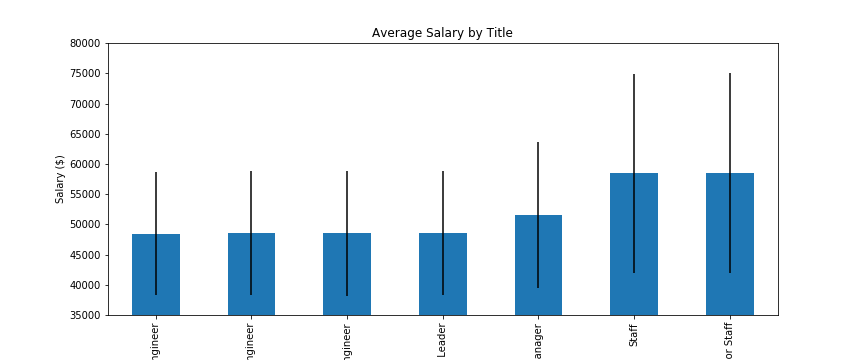 Average Salary by Title
80000
75000
70000
65000
60000
55000
50000
45000
40000
35000
Salary ($)
ngineer
ngineer
ngineer
Leader
anager
Staff
or Staff